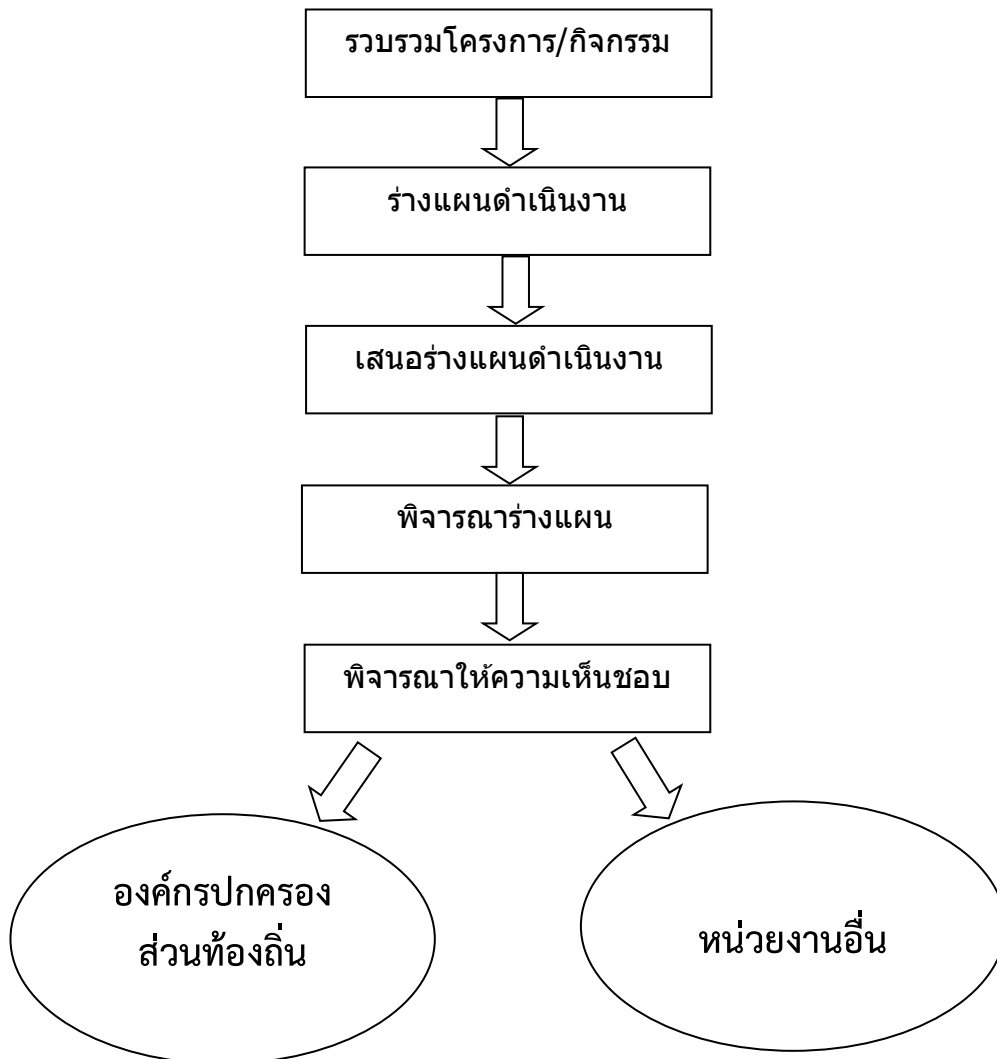 รวบรวมโครงการ/กิจกรรม
ร่างแผนดำเนินงาน
เสนอร่างแผนดำเนินงาน
พิจารณาร่างแผน
พิจารณาให้ความเห็นชอบ
องค์กรปกครอง
ส่วนท้องถิ่น
หน่วยงานอื่น